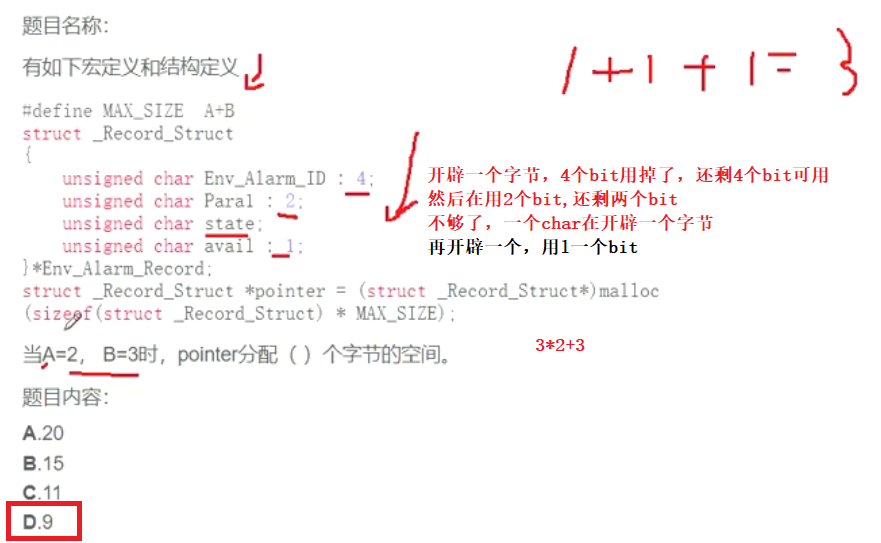 题目名称：
有如下宏定义和结构定义
1+1+1=3
#define MAX_SIZE A+B
struct _Record_Struct
{
unsigned char Env_Alarm_ID : 4;
unsigned char Para1 : 2;
unsigned char state;
unsigned char avail : 1;
}*Env_Alarm_Record;
开辟一个字节，4个bit用掉了，还剩4个bit可用
然后在用2个bit,还剩两个bit
不够了，一个char在开辟一个字节
再开辟一个，用1一个bit
struct _Record_Struct *pointer = (struct _Record_Struct*)malloc
(sizeof(struct _Record_Struct) * MAX_SIZE);
当A=2， B=3时，pointer分配（ ）个字节的空间。
3*2+3
题目内容：
A.20
B.15
C.11
D.9